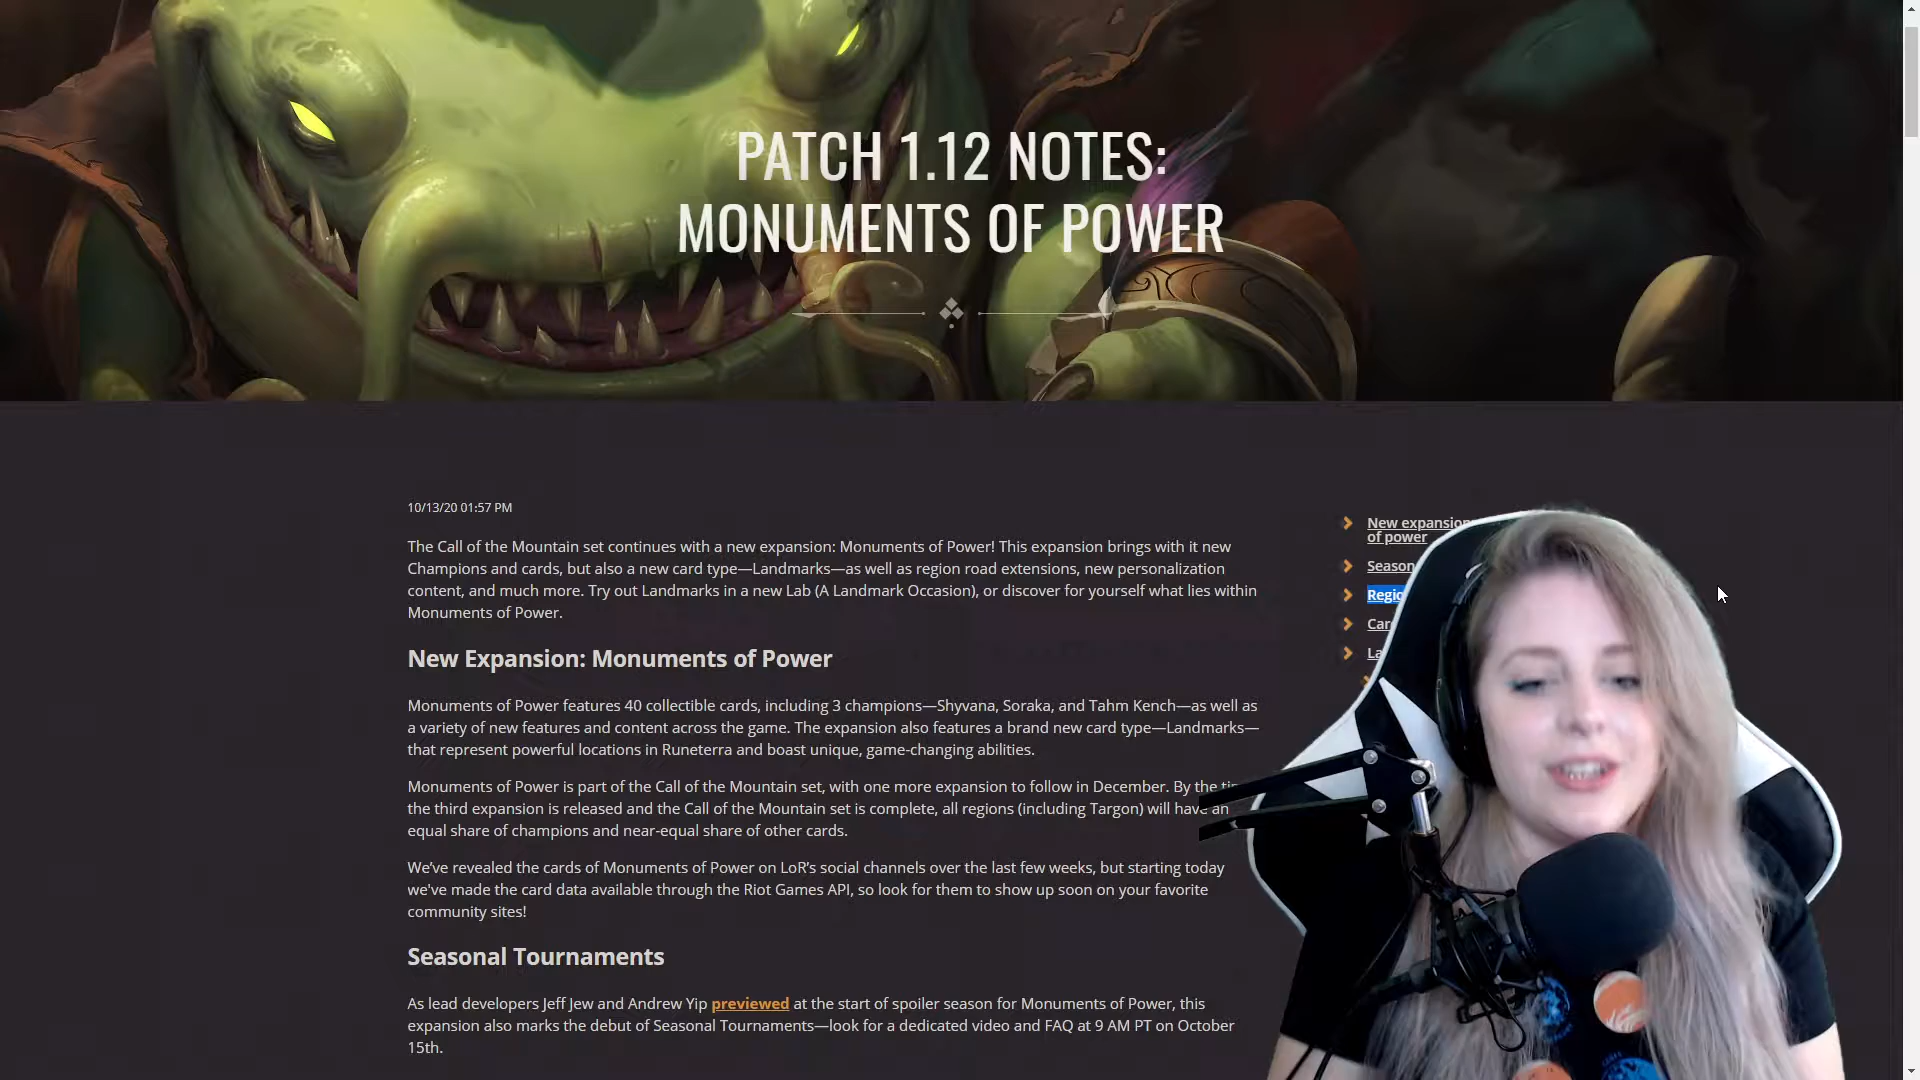 PATCH 1.12 NOTES:
MONUMENTS OF POWER
10/13/20 01:57 PM
The Call of the Mountain set continues with a new expansion: Monuments of Power! This expansion brings with it new
Champions and cards, but also a new card type—Landmarks—as well as region road extensions, new personalization
content, and much more. Try out Landmarks in a new Lab (A Landmark Occasion), or discover for yourself what lies within
Monuments of Power.
New Expansion: Monuments of Power
Monuments of Power features 40 collectible cards, including 3 champions—Shyvana, Soraka, and Tahm Kench—as well as
a variety of new features and content across the game. The expansion also features a brand new card type—Landmarks—
that represent powerful locations in Runeterra and boast unique, game-changing abilities.
Monuments of Power is part of the Call of the Mountain set, with one more expansion to follow in December. By the
the third expansion is released and the Call of the Mountain set is complete, all regions (including Targon) will have an
equal share of champions and near-equal share of other cards.
We've revealed the cards of Monuments of Power on LoR's social channels over the last few weeks, but starting today
we've made the card data available through the Riot Games API, so look for them to show up soon on your favorite
community sites!
Seasonal Tournaments
As lead developers Jeff Jew and Andrew Yip previewed at the start of spoiler season for Monuments of Power, this
expansion also marks the debut of Seasonal Tournaments—look for a dedicated video and FAQ at 9 AM PT on October
15th.
New expansion
of power
Season
Regio
Car
La